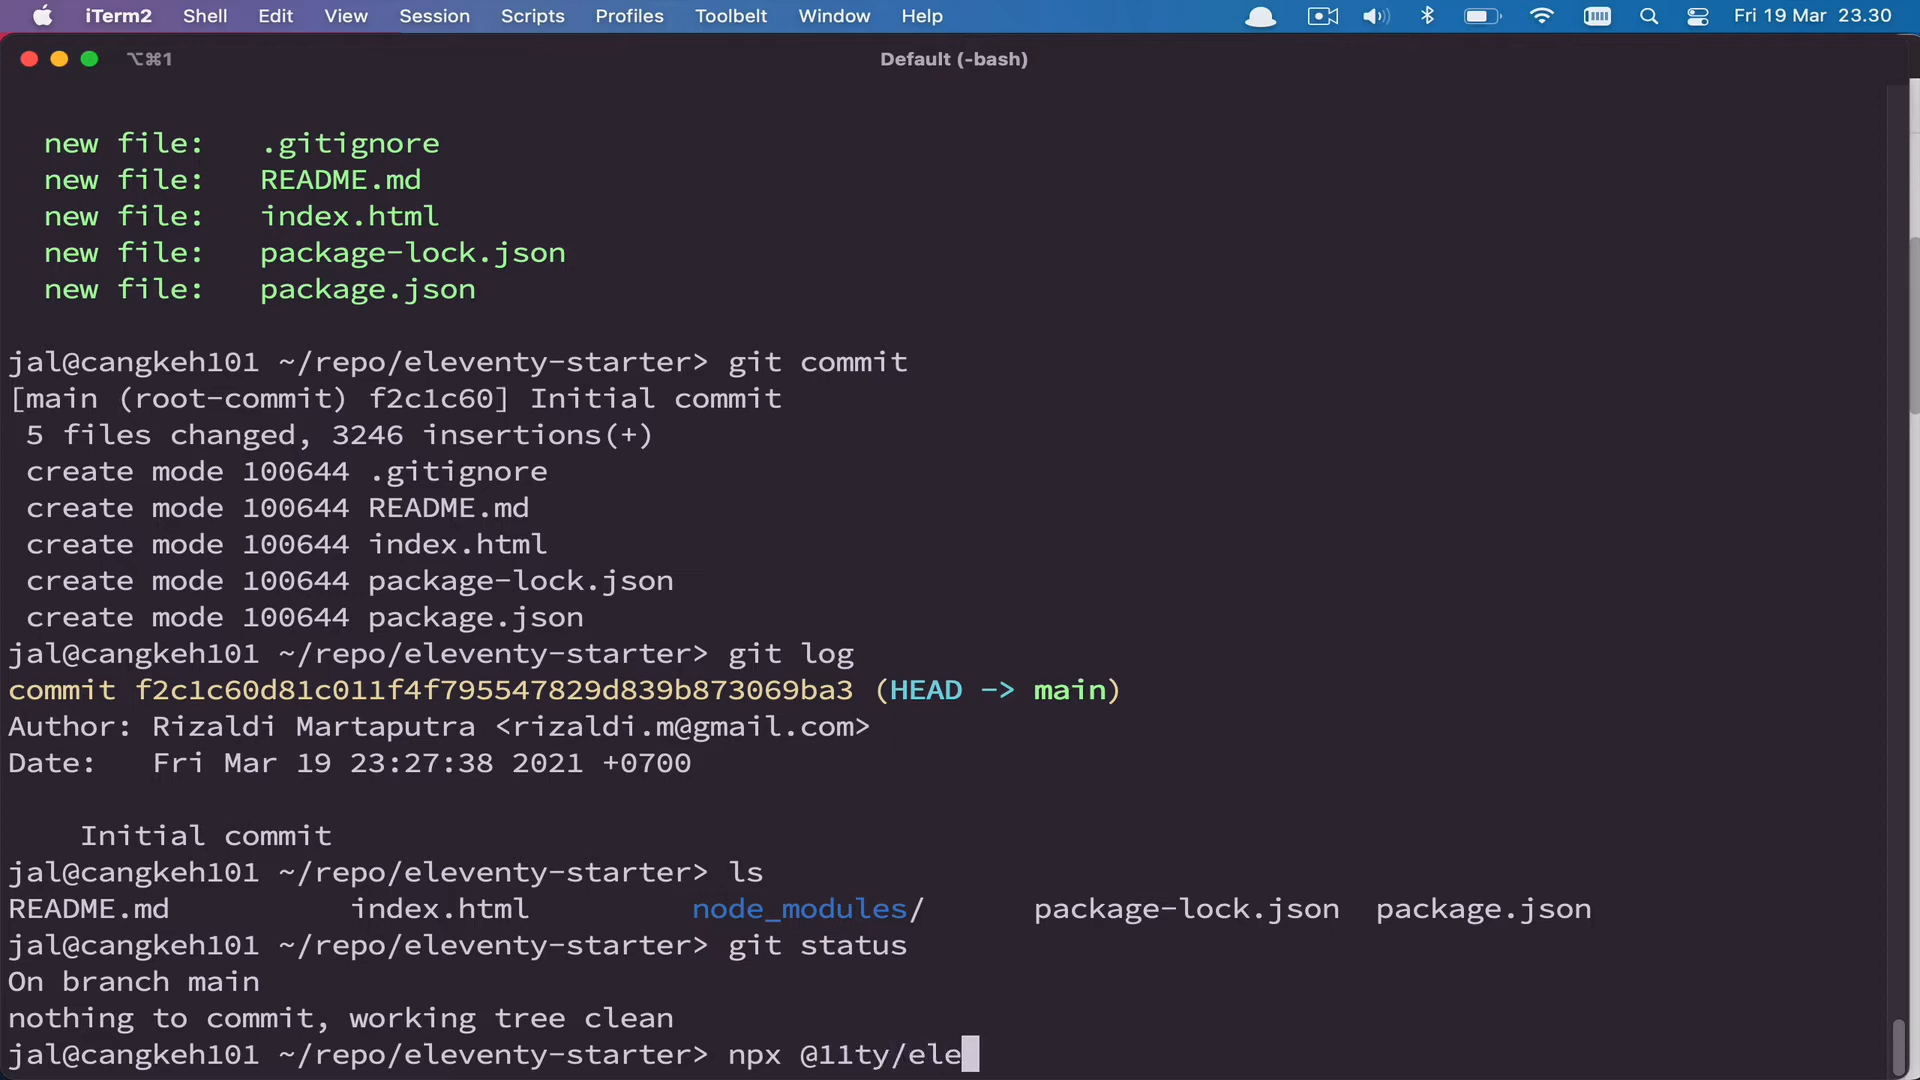 iTerm2 Shell Edit View Session Scripts Profiles Toolbelt Window Help Fri 19 Mar 23.30
⌥⌘1 Default (-bash)
new file: .gitignore
new file: README.md
new file: index.html
new file: package-lock.json
new file: package.json
jal@cangkeh101 ~/repo/eleventy-starter> git commit
[main (root-commit) f2c1c60] Initial commit
5 files changed, 3246 insertions(+)
create mode 100644 .gitignore
create mode 100644 README.md
create mode 100644 index.html
create mode 100644 package-lock.json
create mode 100644 package.json
jal@cangkeh101 ~/repo/eleventy-starter> git log
commit f2c1c60d81c011f4f795547829d839b873069ba3 (HEAD -> main)
Author: Rizaldi Martaputra <rizaldi.m@gmail.com>
Date: Fri Mar 19 23:27:38 2021 +0700
Initial commit
jal@cangkeh101 ~/repo/eleventy-starter> ls
README.md index.html node_modules/ package-lock.json package.json
jal@cangkeh101 ~/repo/eleventy-starter> git status
On branch main
nothing to commit, working tree clean
jal@cangkeh101 ~/repo/eleventy-starter> npx @11ty/ele